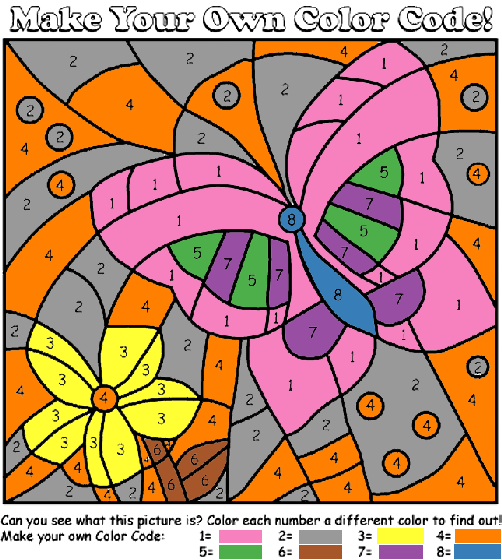 Make Your Own Color Code!
Can you see what this picture is? Color each number a different color to find out!
Make your own Color Code: 1= 2= 3= 4=
5= 6= 7= 8=